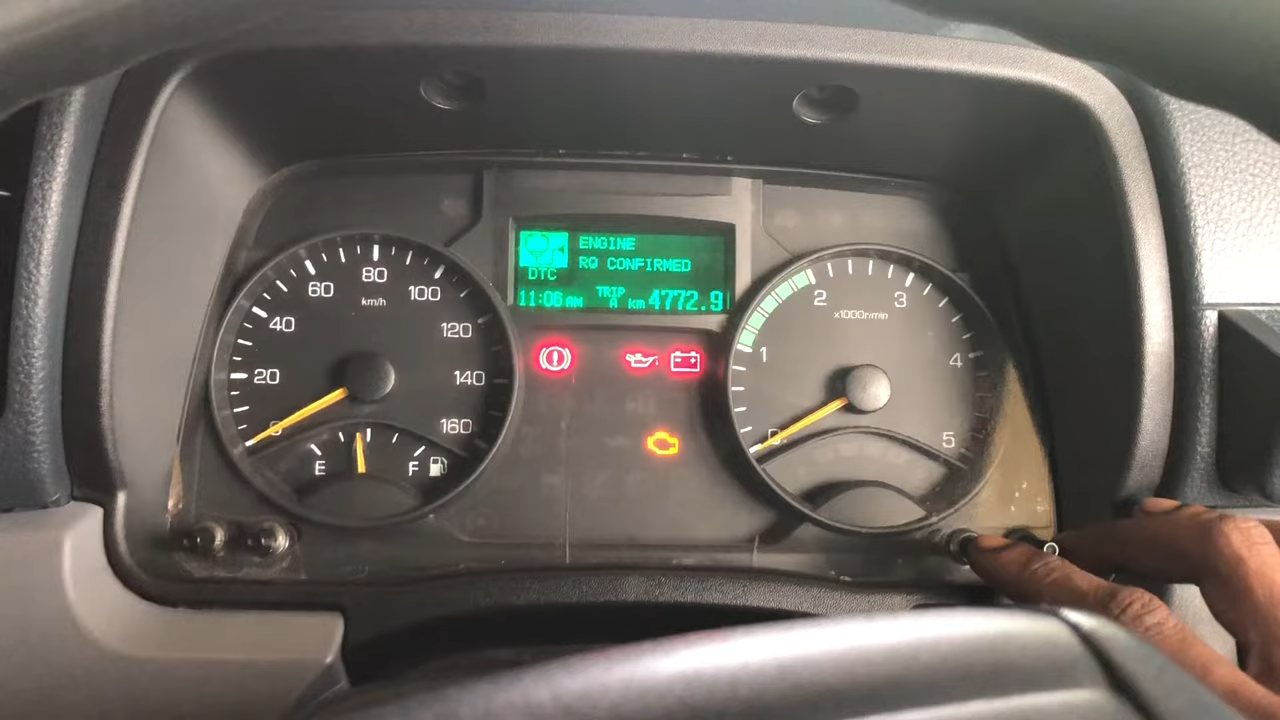 ENGINE
RQ CONFIRMED
DTC
11:06 AM TRIP A km 4772.9
0
20
40
60
80
100
120
140
160
km/h
E
F
0
1
2
3
4
5
x1000r/min